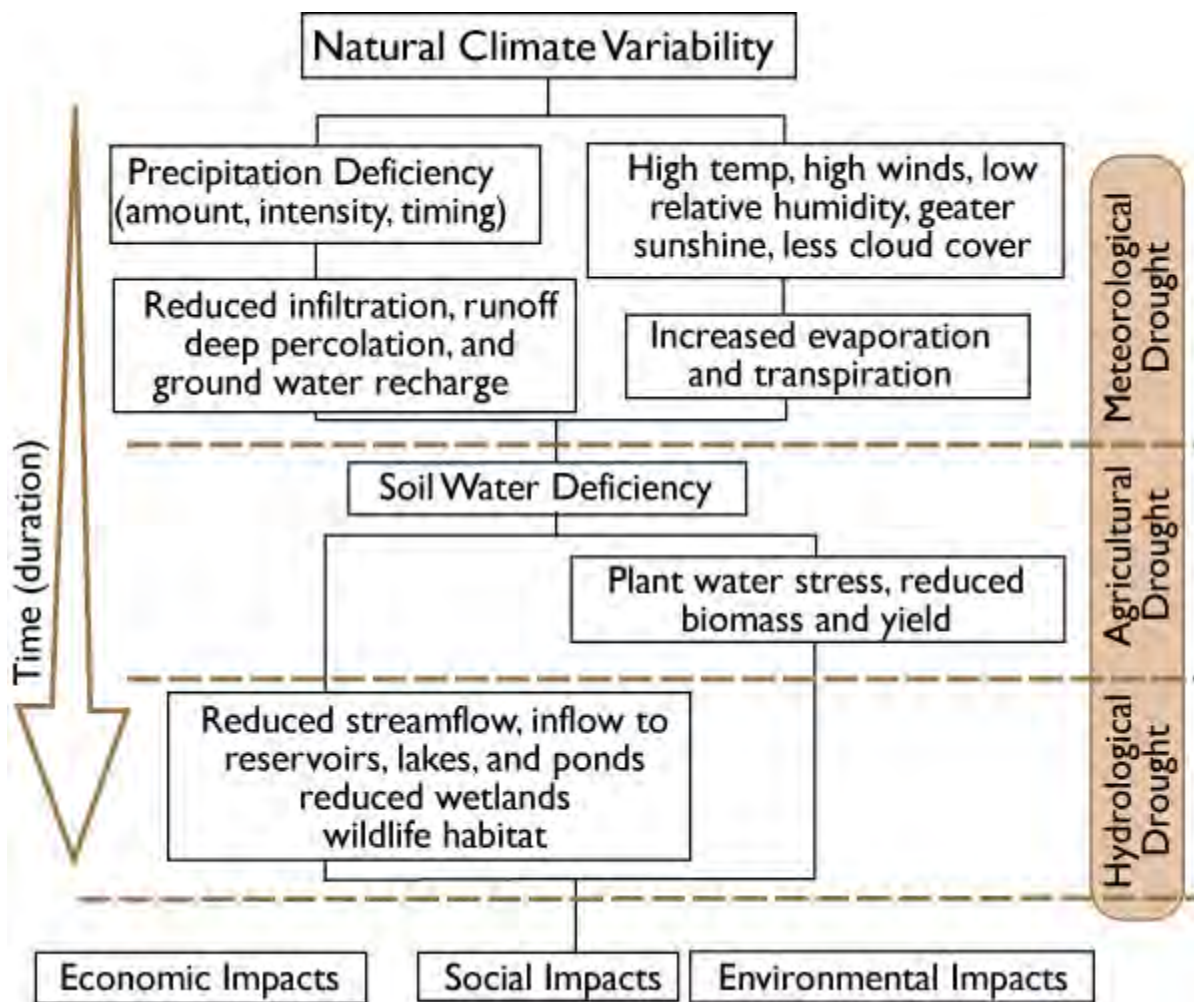 Natural Climate Variability
Precipitation Deficiency
(amount, intensity, timing)
High temp, high winds, low
relative humidity, geater
sunshine, less cloud cover
Reduced infiltration, runoff
deep percolation, and
ground water recharge
Increased evaporation
and transpiration
Meteorological
Drought
Soil Water Deficiency
Plant water stress, reduced
biomass and yield
Agricultural
Drought
Time (duration)
Reduced streamflow, inflow to
reservoirs, lakes, and ponds
reduced wetlands
wildlife habitat
Hydrological
Drought
Economic Impacts
Social Impacts
Environmental Impacts